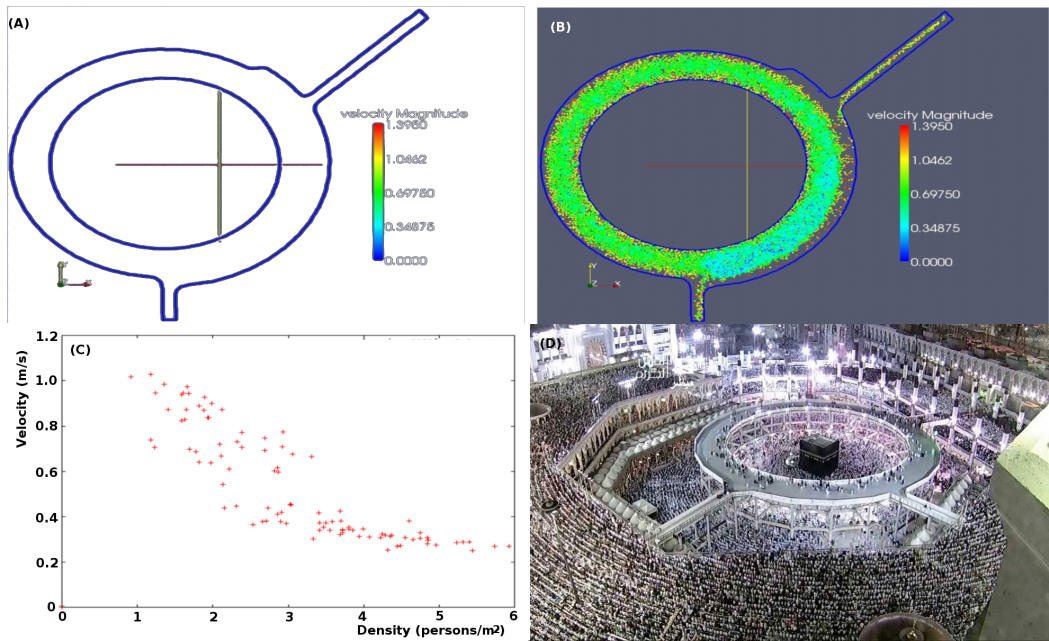 (A)
velocity Magnitude
1.3950
1.0462
0.69750
0.34875
0.0000
Y
Z
X
(B)
velocity Magnitude
1.3950
1.0462
0.69750
0.34875
0.0000
Y
Z
X
(C)
Velocity (m/s)
1.2
1.0
0.8
0.6
0.4
0.2
0
0 1 2 3 4 5 6
Density (persons/m2)
(D)